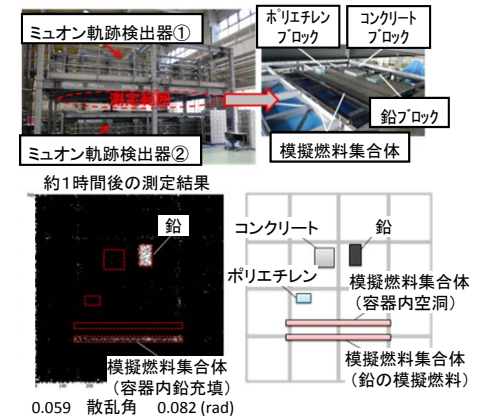 ミュオン軌跡検出器①
ポリエチレン
ブロック
コンクリート
ブロック
測定範囲
鉛ブロック
ミュオン軌跡検出器②
模擬燃料集合体
約1時間後の測定結果
鉛
コンクリート
鉛
ポリエチレン
模擬燃料集合体
(容器内空洞)
模擬燃料集合体
(容器内鉛充填)
模擬燃料集合体
(鉛の模擬燃料)
0.059 散乱角 0.082 (rad)